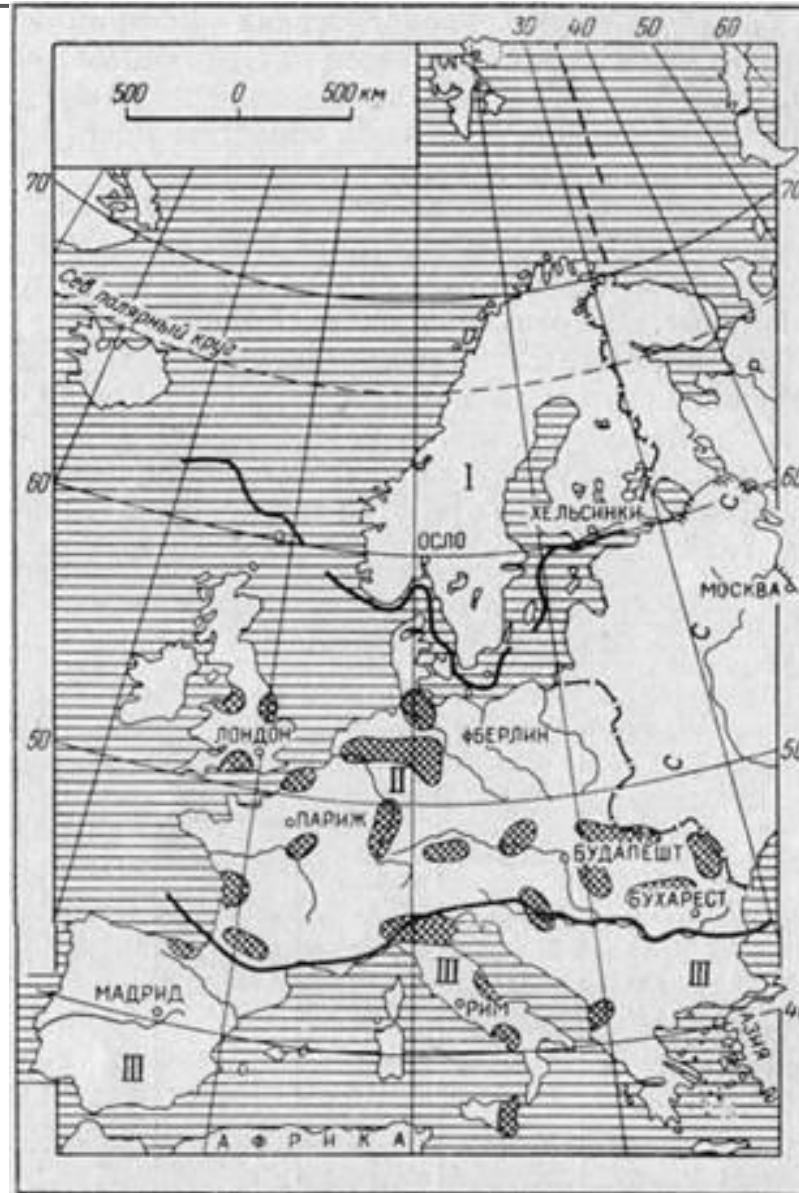 30 40 50 60
500 0 500 км
70 70
Сев полярный круг
I
60 60
ХЕЛЬСИНКИ
ОСЛО
С
МОСКВА
С
50 ЛОНДОН БЕРЛИН 50
С
II
ПАРИЖ
БУДАПЕШТ
БУХАРЕСТ
III III
МАДРИД РИМ
АЗИЯ
III
АФРИКА